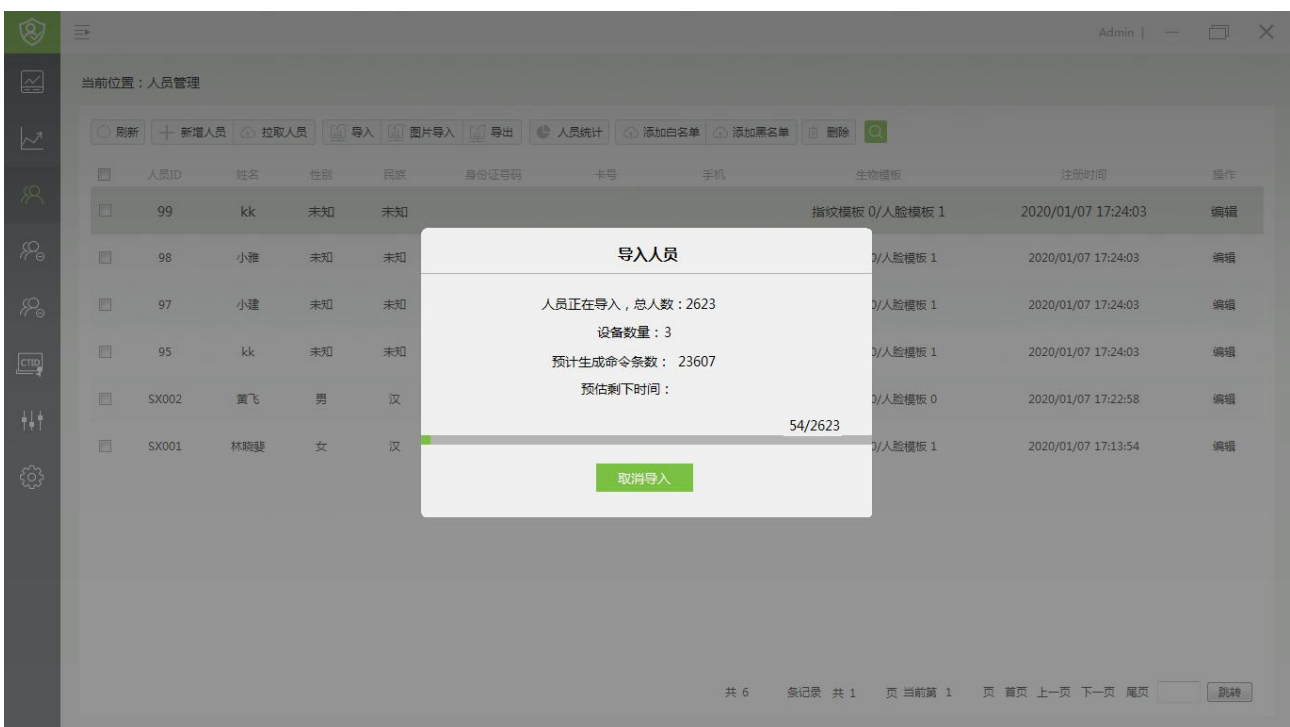 Admin |
当前位置：人员管理
刷新 新增人员 拉取人员 导入 图片导入 导出 人员统计 添加白名单 添加黑名单 删除
人员ID 姓名 性别 民族 身份证号码 卡号 手机 生物模板 注册时间 操作
99 kk 未知 未知 指纹模板 0/人脸模板 1 2020/01/07 17:24:03 编辑
导入人员
98 小雅 未知 未知 0/人脸模板 1 2020/01/07 17:24:03 编辑
人员正在导入，总人数：2623
97 小建 未知 未知 0/人脸模板 1 2020/01/07 17:24:03 编辑
设备数量：3
95 kk 未知 未知 0/人脸模板 1 2020/01/07 17:24:03 编辑
预计生成命令条数： 23607
CTID
预估剩下时间：
SX002 黄飞 男 汉 0/人脸模板 0 2020/01/07 17:22:58 编辑
54/2623
SX001 林晓斐 女 汉 0/人脸模板 1 2020/01/07 17:13:54 编辑
取消导入
共 6 条记录 共 1 页 当前第 1 页 首页 上一页 下一页 尾页 跳转